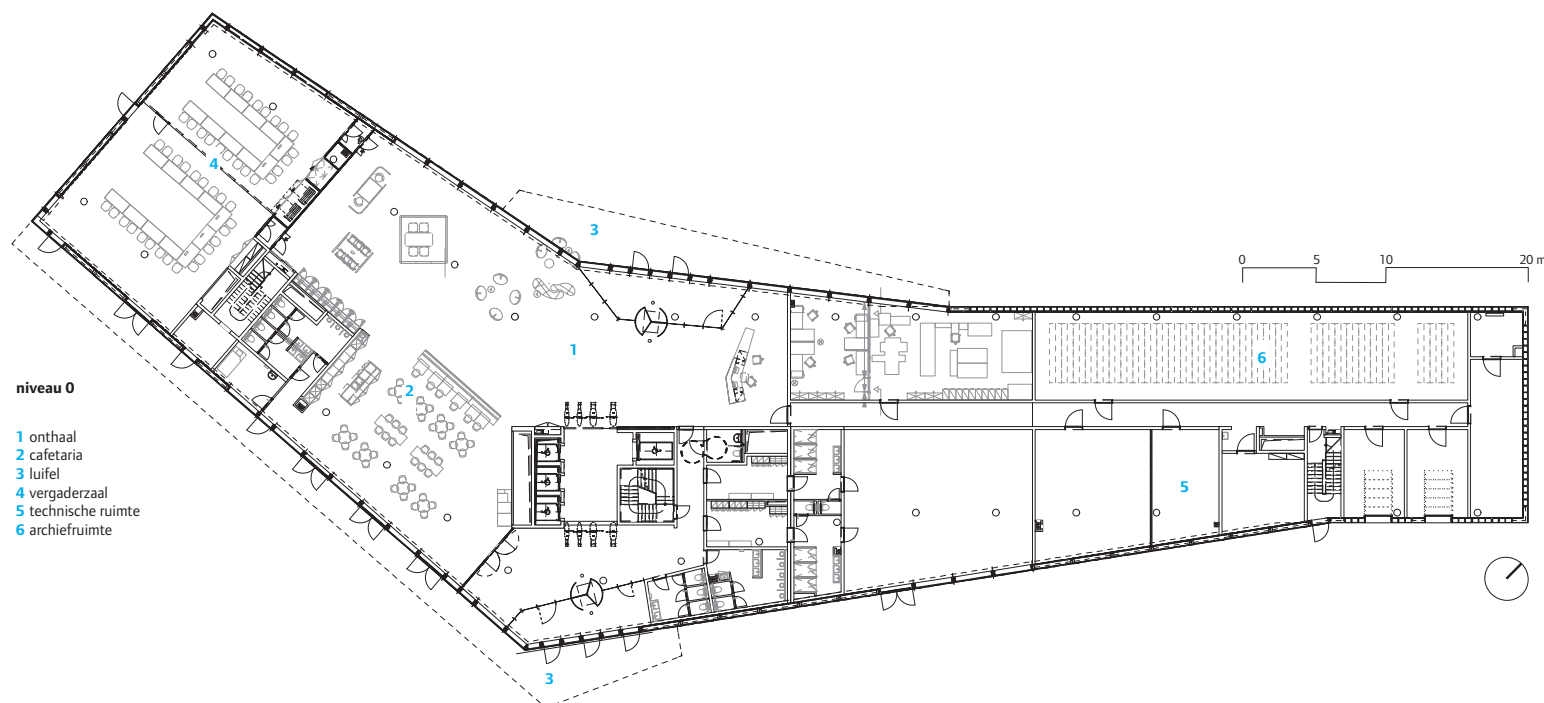 4
3
0
5
10
20 m
1
6
2
niveau 0
1 onthaal
2 cafetaria
3 luifel
4 vergaderzaal
5 technische ruimte
6 archiefruimte
5
3